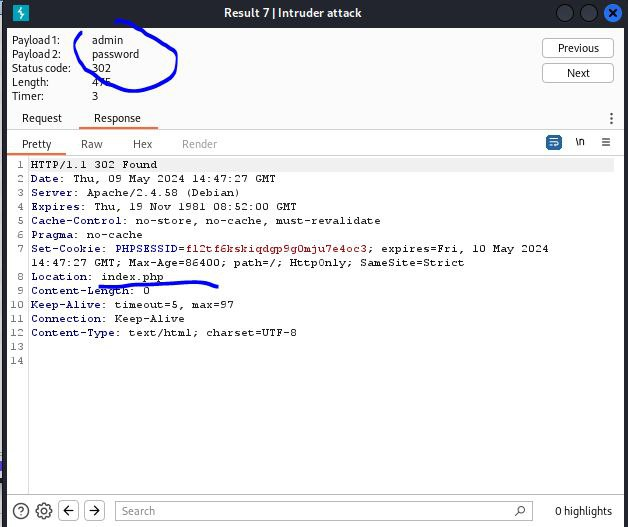 Result 7 | Intruder attack
Payload 1: admin
Payload 2: password
Status code: 302
Length: 475
Timer: 3
Previous
Next
Request Response
Pretty Raw Hex Render \n
1 HTTP/1.1 302 Found
2 Date: Thu, 09 May 2024 14:47:27 GMT
3 Server: Apache/2.4.58 (Debian)
4 Expires: Thu, 19 Nov 1981 08:52:00 GMT
5 Cache-Control: no-store, no-cache, must-revalidate
6 Pragma: no-cache
7 Set-Cookie: PHPSESSID=fl2tf6kskiqdgp9g0mju7e4oc3; expires=Fri, 10 May 2024
14:47:27 GMT; Max-Age=86400; path=/; HttpOnly; SameSite=Strict
8 Location: index.php
9 Content-Length: 0
10 Keep-Alive: timeout=5, max=97
11 Connection: Keep-Alive
12 Content-Type: text/html; charset=UTF-8
13
14
Search
0 highlights